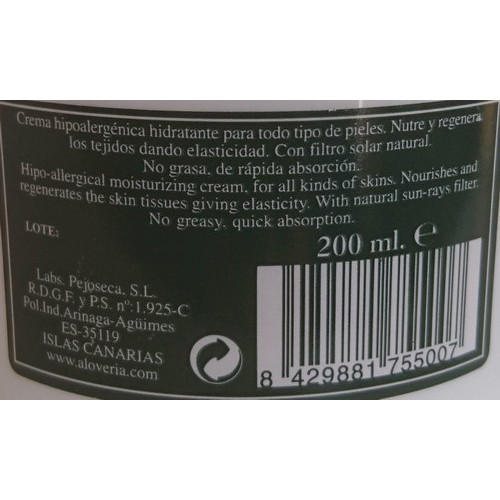 Crema hipoalergénica hidratante para todo tipo de pieles. Nutre y regenera
los tejidos dando elasticidad. Con filtro solar natural.
No grasa, de rápida absorción.
Hipo-allergical moisturizing cream, for all kinds of skins. Nourishes and
regenerates the skin tissues giving elasticity. With natural sun-rays filter.
No greasy, quick absorption.
LOTE:
200 ml. ℮
Labs. Pejoseca, S.L.
R.D.G.F. y P.S. nº:1.925-C
Pol.Ind.Arinaga-Agüimes
ES-35119
ISLAS CANARIAS
www.aloveria.com
8 429881 755007